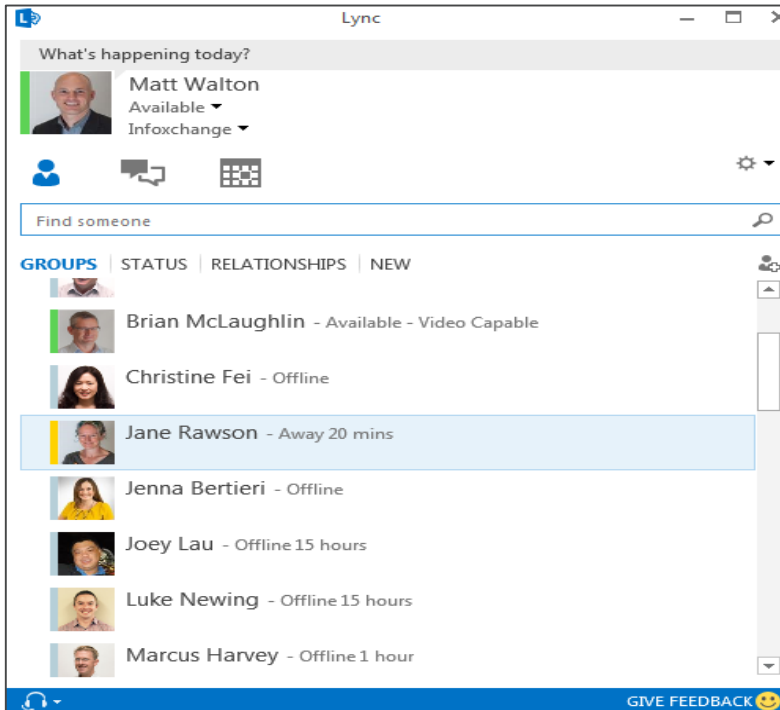 Lync
What's happening today?
Matt Walton
Available
Infoxchange
Find someone
GROUPS STATUS RELATIONSHIPS NEW
Brian McLaughlin - Available - Video Capable
Christine Fei - Offline
Jane Rawson - Away 20 mins
Jenna Bertieri - Offline
Joey Lau - Offline 15 hours
Luke Newing - Offline 15 hours
Marcus Harvey - Offline 1 hour
GIVE FEEDBACK